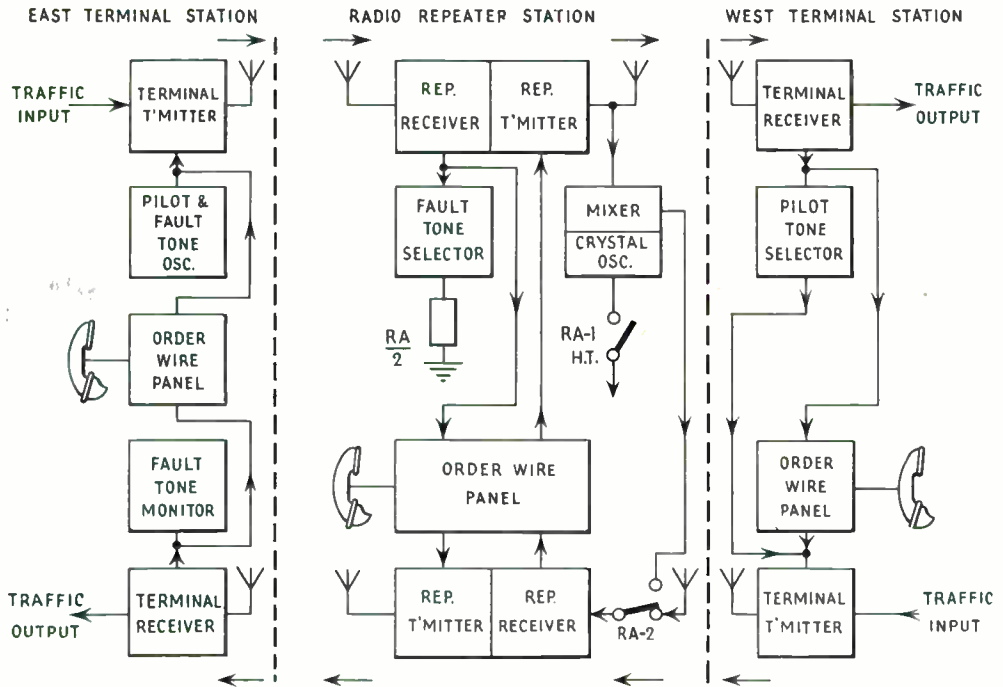 EAST TERMINAL STATION
RADIO REPEATER STATION
WEST TERMINAL STATION
TRAFFIC
INPUT
TERMINAL
T'MITTER
PILOT &
FAULT
TONE
OSC.
ORDER
WIRE
PANEL
FAULT
TONE
MONITOR
TRAFFIC
OUTPUT
TERMINAL
RECEIVER
REP.
RECEIVER
REP.
T'MITTER
FAULT
TONE
SELECTOR
RA
2
MIXER
CRYSTAL
OSC.
RA-1
H.T.
ORDER WIRE
PANEL
REP.
T'MITTER
REP.
RECEIVER
RA-2
TERMINAL
RECEIVER
TRAFFIC
OUTPUT
PILOT
TONE
SELECTOR
ORDER
WIRE
PANEL
TERMINAL
T'MITTER
TRAFFIC
INPUT